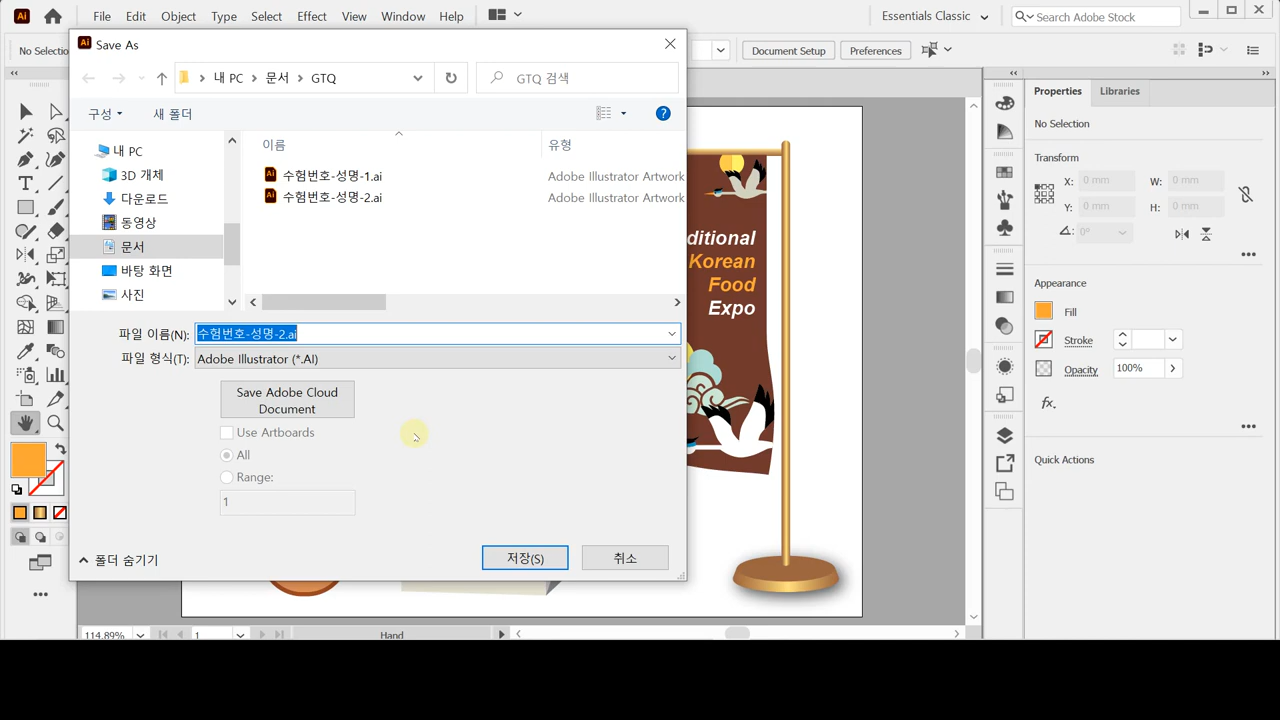 Ai File Edit Object Type Select Effect View Window Help Essentials Classic Search Adobe Stock
No Selectio Document Setup Preferences
Ai Save As
내 PC 문서 GTQ GTQ 검색
구성 새 폴더
이름 유형
내 PC
3D 개체
다운로드
동영상
문서
바탕 화면
사진
수험번호-성명-1.ai Adobe Illustrator Artwork
수험번호-성명-2.ai Adobe Illustrator Artwork
파일 이름(N): 수험번호-성명-2.ai
파일 형식(T): Adobe Illustrator (*.AI)
Save Adobe Cloud
Document
Use Artboards
All
Range:
1
폴더 숨기기 저장(S) 취소
ditional
Korean
Food
Expo
114.89% 1 Hand
Properties Libraries
No Selection
Transform
X: 0 mm W: 0 mm
Y: 0 mm H: 0 mm
0°
Appearance
Fill
Stroke
Opacity 100%
fx.
Quick Actions